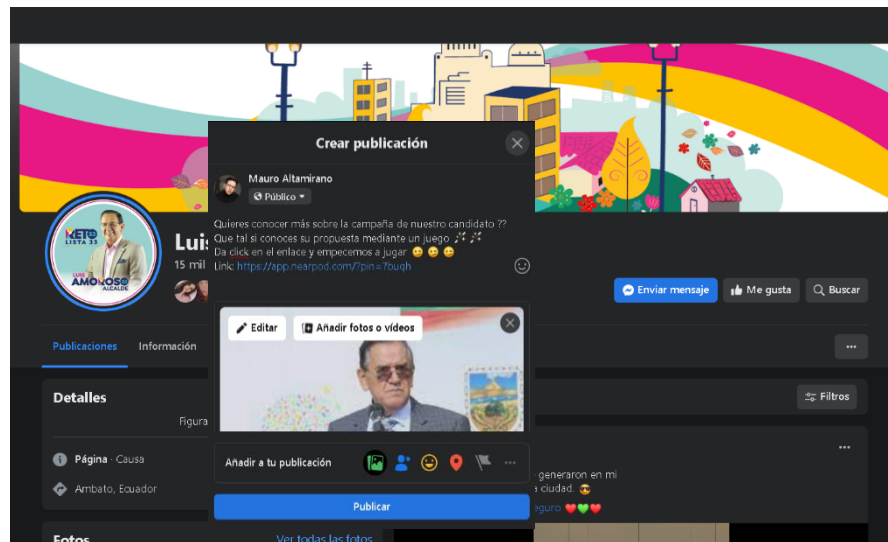 Crear publicación
Mauro Altamirano
Público
Quieres conocer más sobre la campaña de nuestro candidato ??
Que tal si conoces su propuesta mediante un juego
Da click en el enlace y empecemos a jugar
Link: https://app.nearpod.com/?pin=7buqh
Editar
Añadir fotos o vídeos
Añadir a tu publicación
Publicar
RETO
LISTA 33
LUIS
AMOROSO
ALCALDE
Luis
15 mil
Enviar mensaje
Me gusta
Buscar
Publicaciones
Información
Detalles
Figura
Página · Causa
Ambato, Ecuador
Fotos
Ver todas las fotos
Filtros
generaron en mi
ciudad.
eguro